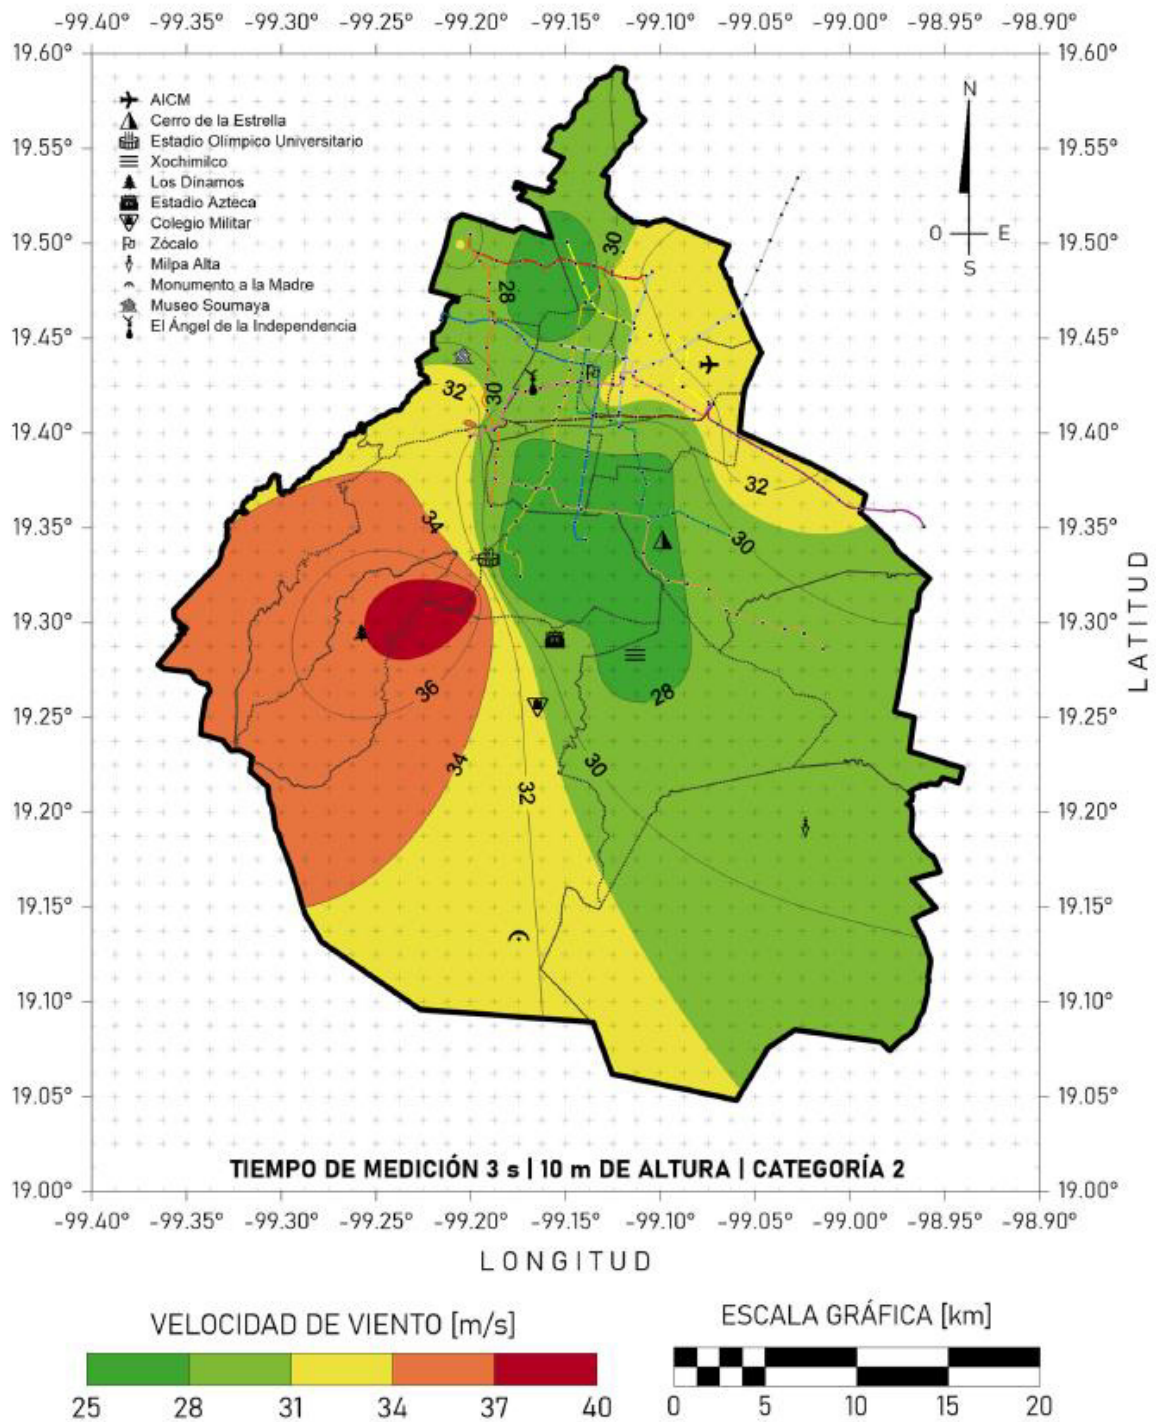 -99.40° -99.35° -99.30° -99.25° -99.20° -99.15° -99.10° -99.05° -99.00° -98.95° -98.90°
19.60° 19.60°
AICM
Cerro de la Estrella
Estadio Olímpico Universitario
Xochimilco
Los Dínamos
Estadio Azteca
Colegio Militar
Zócalo
Milpa Alta
Monumento a la Madre
Museo Soumaya
El Ángel de la Independencia
N
O E
S
19.55° 19.55°
19.50° 19.50°
30
28
19.45° 19.45°
32
30
19.40° 19.40°
32
34
19.35° 19.35°
30
19.30° 19.30°
36
28
19.25° 19.25°
34
30
32
19.20° 19.20°
19.15° 19.15°
19.10° 19.10°
19.05° 19.05°
LATITUD
TIEMPO DE MEDICIÓN 3 s | 10 m DE ALTURA | CATEGORÍA 2
19.00° 19.00°
-99.40° -99.35° -99.30° -99.25° -99.20° -99.15° -99.10° -99.05° -99.00° -98.95° -98.90°
LONGITUD
VELOCIDAD DE VIENTO [m/s]
25 28 31 34 37 40
ESCALA GRÁFICA [km]
0 5 10 15 20